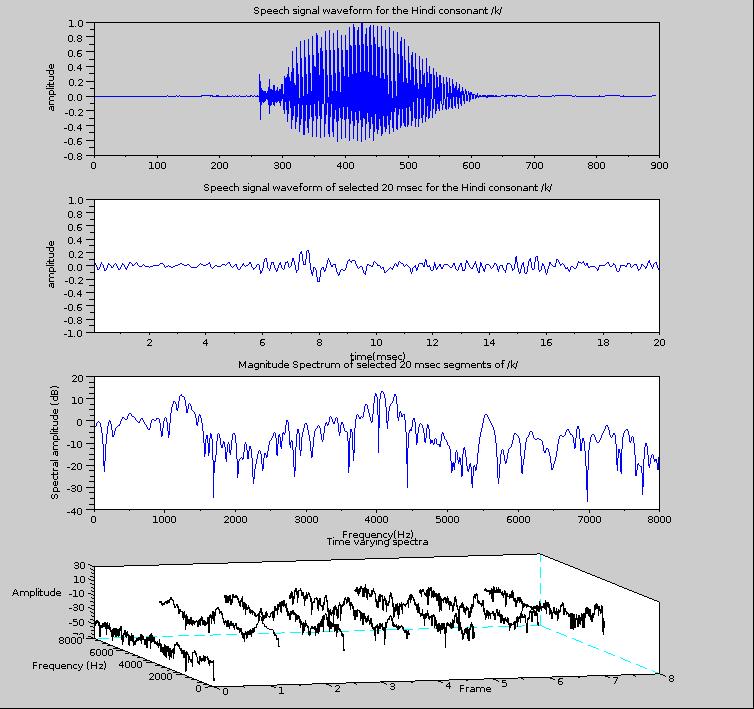 Speech signal waveform for the Hindi consonant /k/
1.0
0.8
0.6
0.4
0.2
0.0
-0.2
-0.4
-0.6
-0.8
amplitude
0 100 200 300 400 500 600 700 800 900
Speech signal waveform of selected 20 msec for the Hindi consonant /k/
1.0
0.8
0.6
0.4
0.2
0.0
-0.2
-0.4
-0.6
-0.8
-1.0
amplitude
2 4 6 8 10 12 14 16 18 20
time(msec)
Magnitude Spectrum of selected 20 msec segments of /k/
20
10
0
-10
-20
-30
-40
Spectral amplitude (dB)
0 1000 2000 3000 4000 5000 6000 7000 8000
Frequency(Hz)
Time varying spectra
30
10
-10
-30
-50
Amplitude
8000
6000
4000
2000
0
Frequency (Hz)
0 1 2 3 4 5 6 7 8
Frame